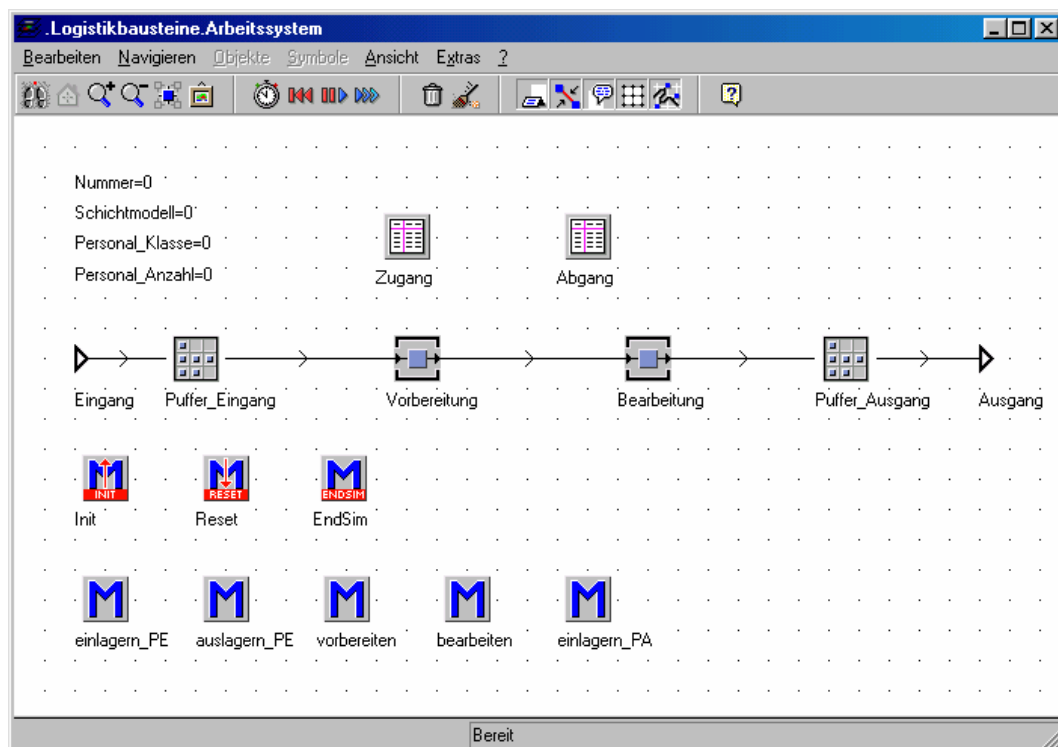 .Logistikbausteine.Arbeitssystem
Bearbeiten Navigieren Objekte Symbole Ansicht Extras ?
Nummer=0
Schichtmodell=0
Personal_Klasse=0
Personal_Anzahl=0
Zugang Abgang
Eingang Puffer_Eingang Vorbereitung Bearbeitung Puffer_Ausgang Ausgang
M INIT M RESET M ENDSIM
Init Reset EndSim
M M M M M
einlagern_PE auslagern_PE vorbereiten bearbeiten einlagern_PA
Bereit